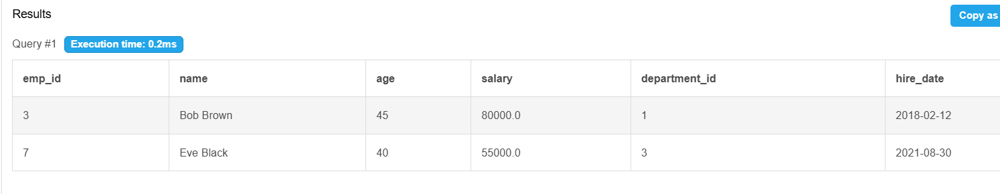 Results
Copy as
Query #1 Execution time: 0.2ms
emp_id name age salary department_id hire_date
3 Bob Brown 45 80000.0 1 2018-02-12
7 Eve Black 40 55000.0 3 2021-08-30